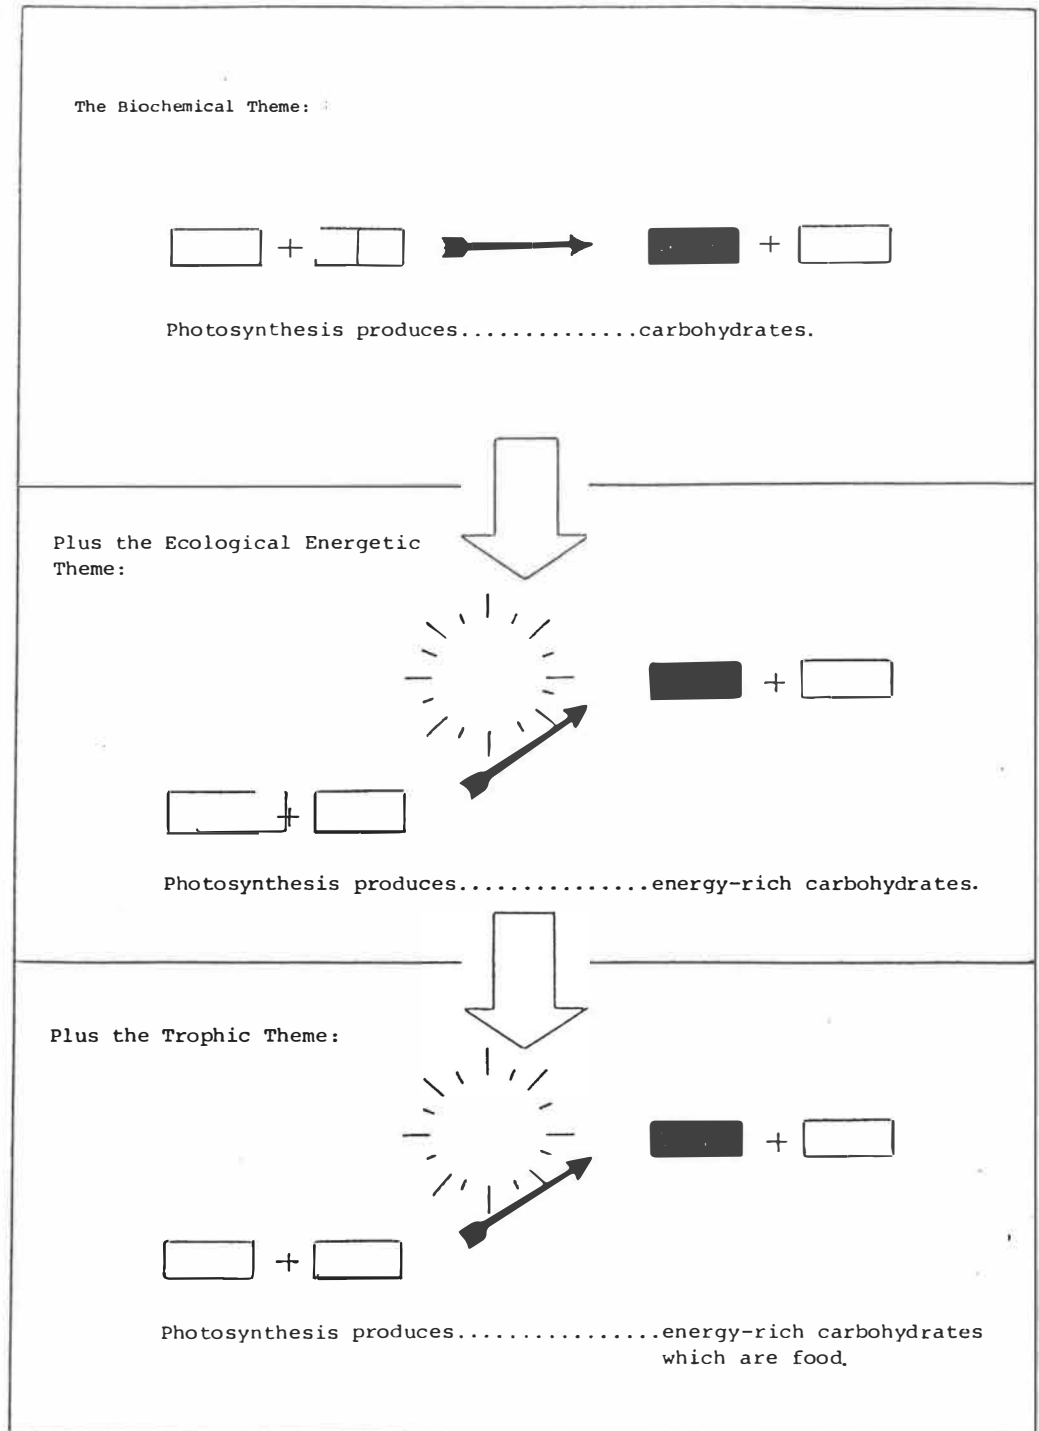 The Biochemical Theme:
+ +
Photosynthesis produces..............carbohydrates.
Plus the Ecological Energetic
Theme:
+
+
Photosynthesis produces...............energy-rich carbohydrates.
Plus the Trophic Theme:
+
+
Photosynthesis produces................energy-rich carbohydrates
which are food.